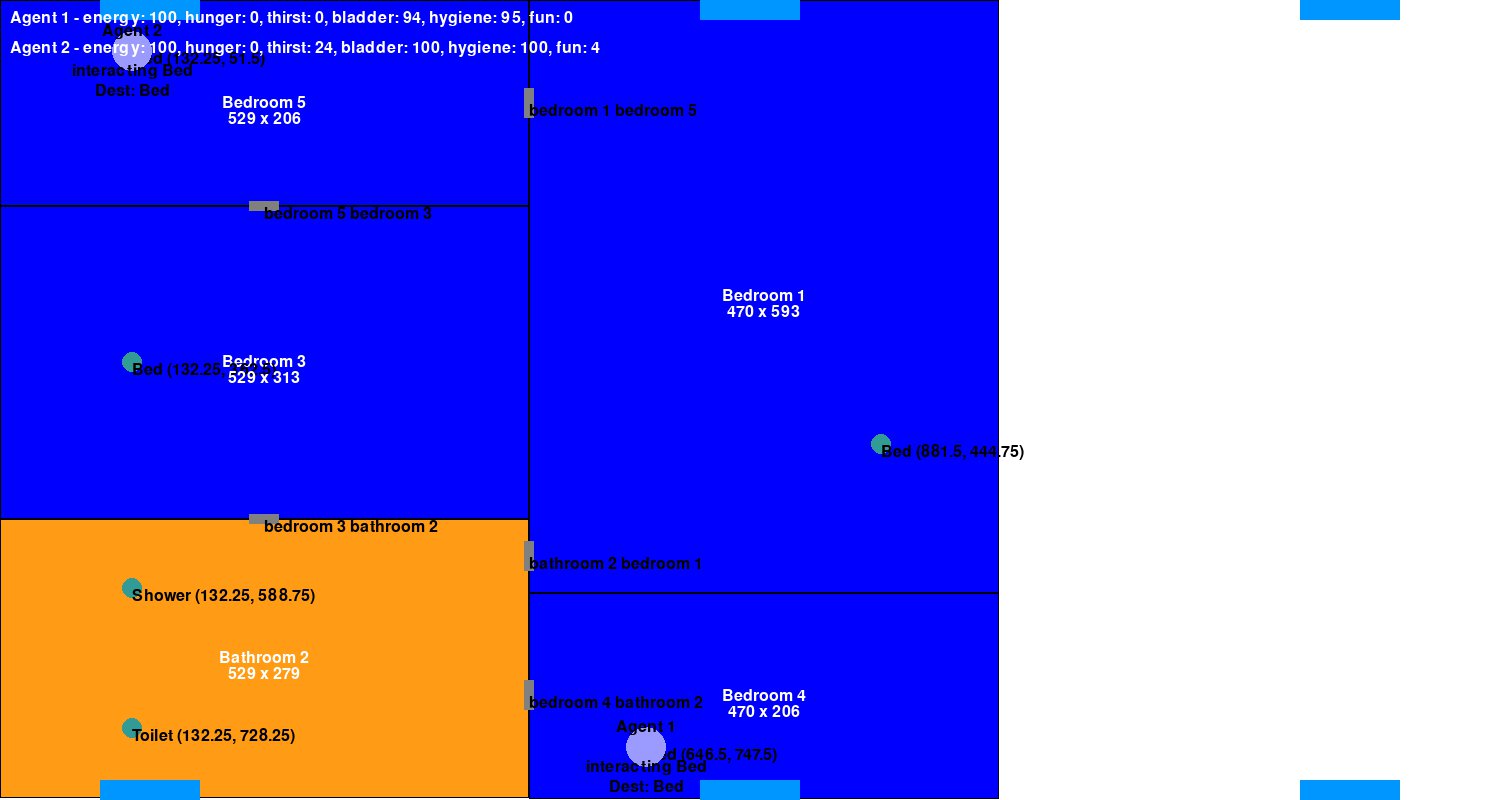 Agent 1 - energy: 100, hunger: 0, thirst: 0, bladder: 94, hygiene: 95, fun: 0
Agent 2
Agent 2 - energy: 100, hunger: 0, thirst: 24, bladder: 100, hygiene: 100, fun: 4
(132.25, 51.5)
interacting Bed
Dest: Bed
Bedroom 5
529 x 206
bedroom 1 bedroom 5
bedroom 5 bedroom 3
Bedroom 1
470 x 593
Bedroom 3
529 x 313
Bed (132.25,
Bed (881.5, 444.75)
bedroom 3 bathroom 2
bathroom 2 bedroom 1
Shower (132.25, 588.75)
Bathroom 2
529 x 279
bedroom 4 bathroom 2
Bedroom 4
470 x 206
Toilet (132.25, 728.25)
Agent 1
(646.5, 747.5)
interacting Bed
Dest: Bed